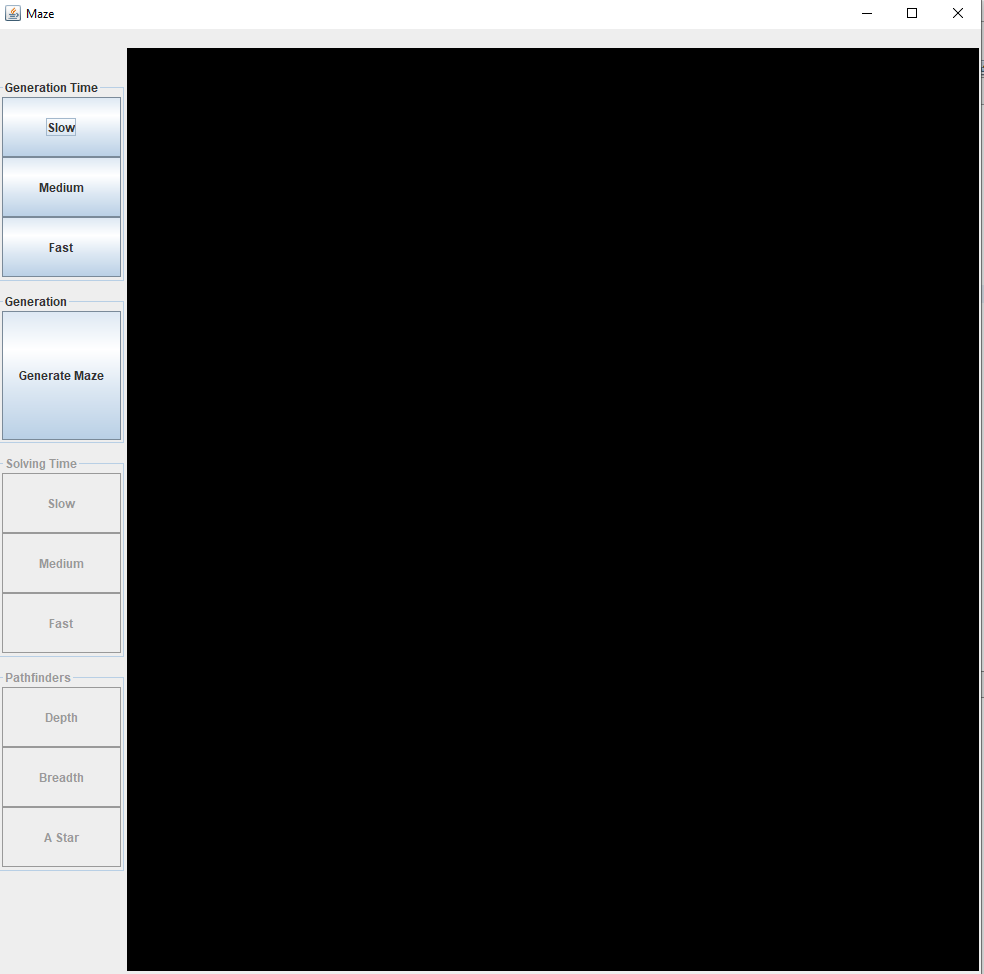 Maze
Generation Time
Slow
Medium
Fast
Generation
Generate Maze
Solving Time
Slow
Medium
Fast
Pathfinders
Depth
Breadth
A Star